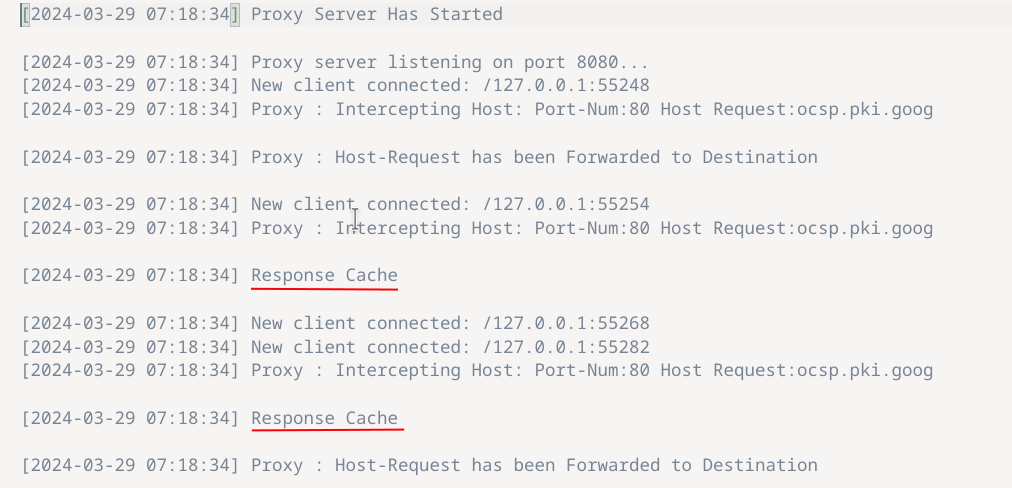 [2024-03-29 07:18:34] Proxy Server Has Started
[2024-03-29 07:18:34] Proxy server listening on port 8080...
[2024-03-29 07:18:34] New client connected: /127.0.0.1:55248
[2024-03-29 07:18:34] Proxy : Intercepting Host: Port-Num:80 Host Request:ocsp.pki.goog
[2024-03-29 07:18:34] Proxy : Host-Request has been Forwarded to Destination
[2024-03-29 07:18:34] New client connected: /127.0.0.1:55254
[2024-03-29 07:18:34] Proxy : Intercepting Host: Port-Num:80 Host Request:ocsp.pki.goog
[2024-03-29 07:18:34] Response Cache
[2024-03-29 07:18:34] New client connected: /127.0.0.1:55268
[2024-03-29 07:18:34] New client connected: /127.0.0.1:55282
[2024-03-29 07:18:34] Proxy : Intercepting Host: Port-Num:80 Host Request:ocsp.pki.goog
[2024-03-29 07:18:34] Response Cache
[2024-03-29 07:18:34] Proxy : Host-Request has been Forwarded to Destination